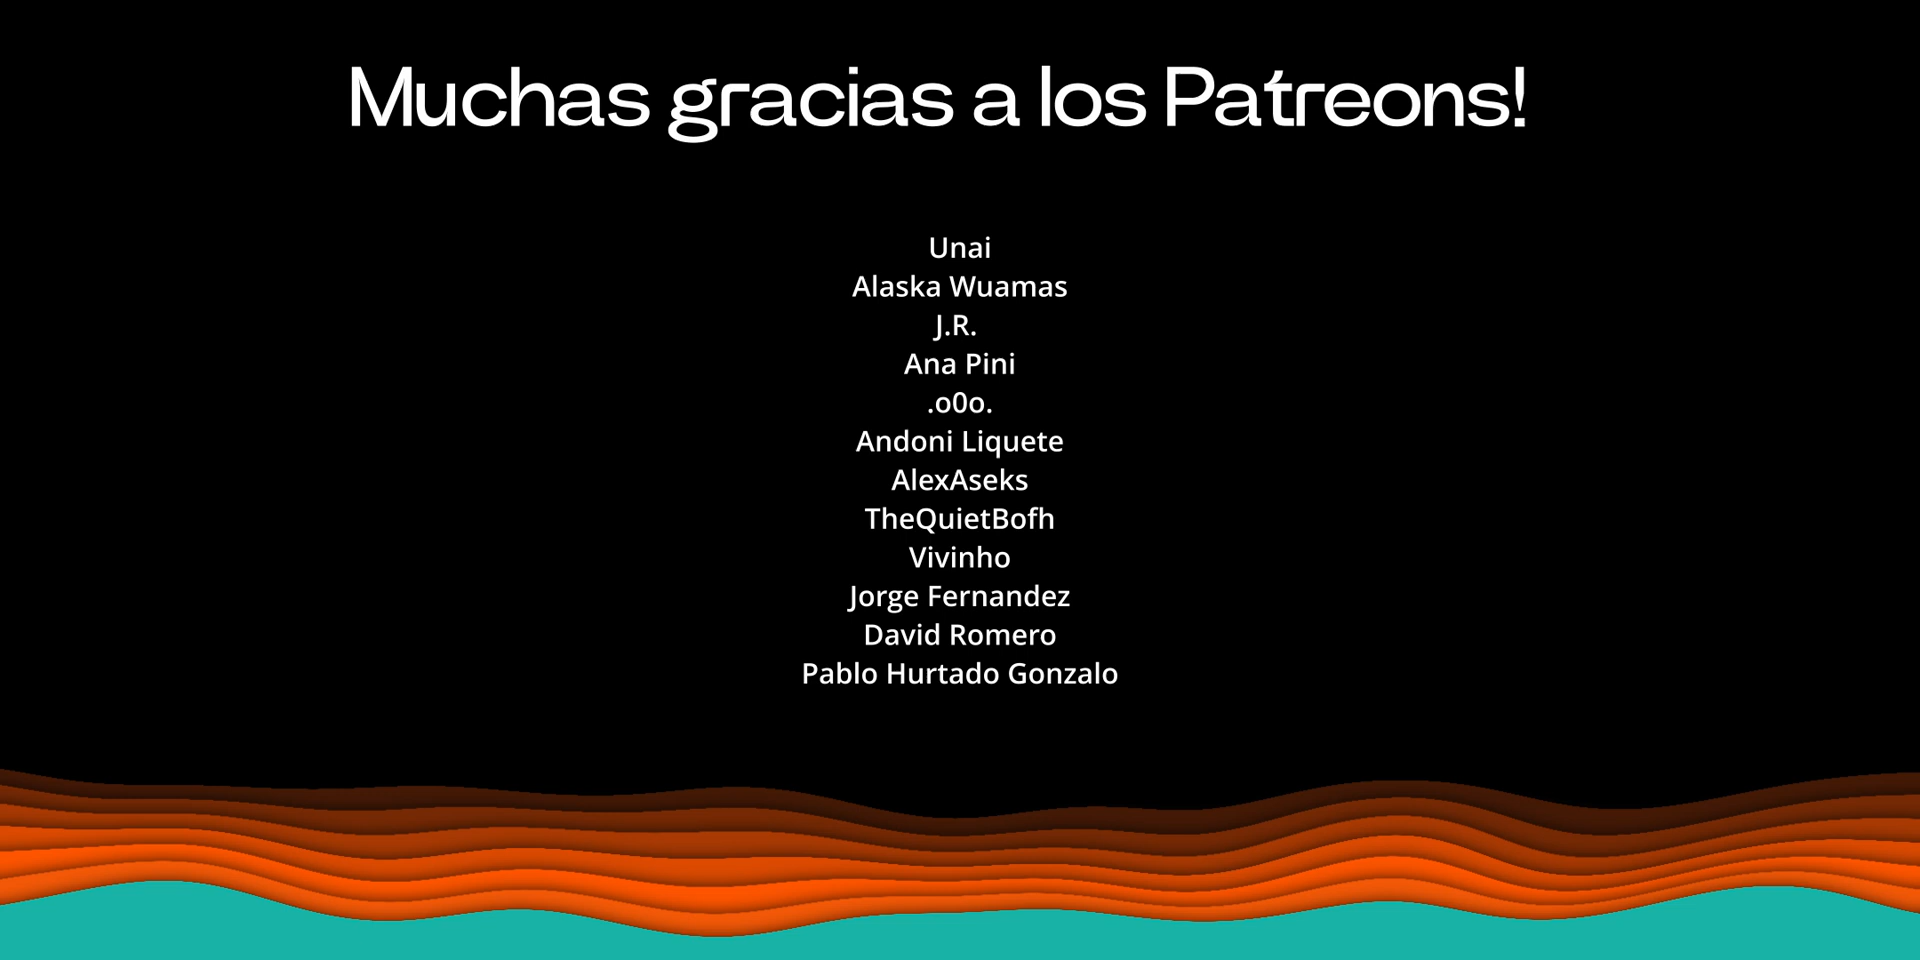 Muchas gracias a los Patreons!
Unai
Alaska Wuamas
J.R.
Ana Pini
.o0o.
Andoni Liquete
AlexAseks
TheQuietBofh
Vivinho
Jorge Fernandez
David Romero
Pablo Hurtado Gonzalo